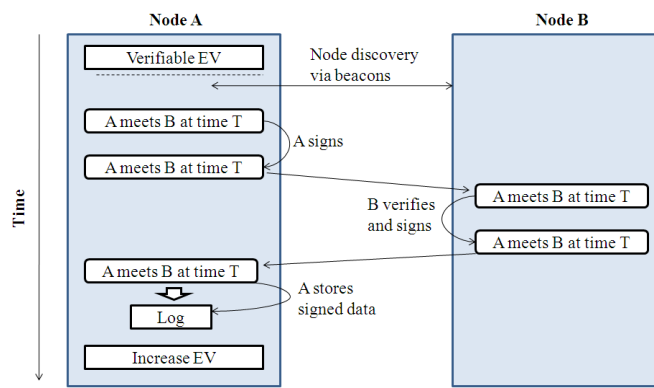 Node A
Node B
Verifiable EV
Node discovery
via beacons
A meets B at time T
A signs
A meets B at time T
A meets B at time T
B verifies
and signs
A meets B at time T
A meets B at time T
A stores
signed data
Log
Increase EV
Time